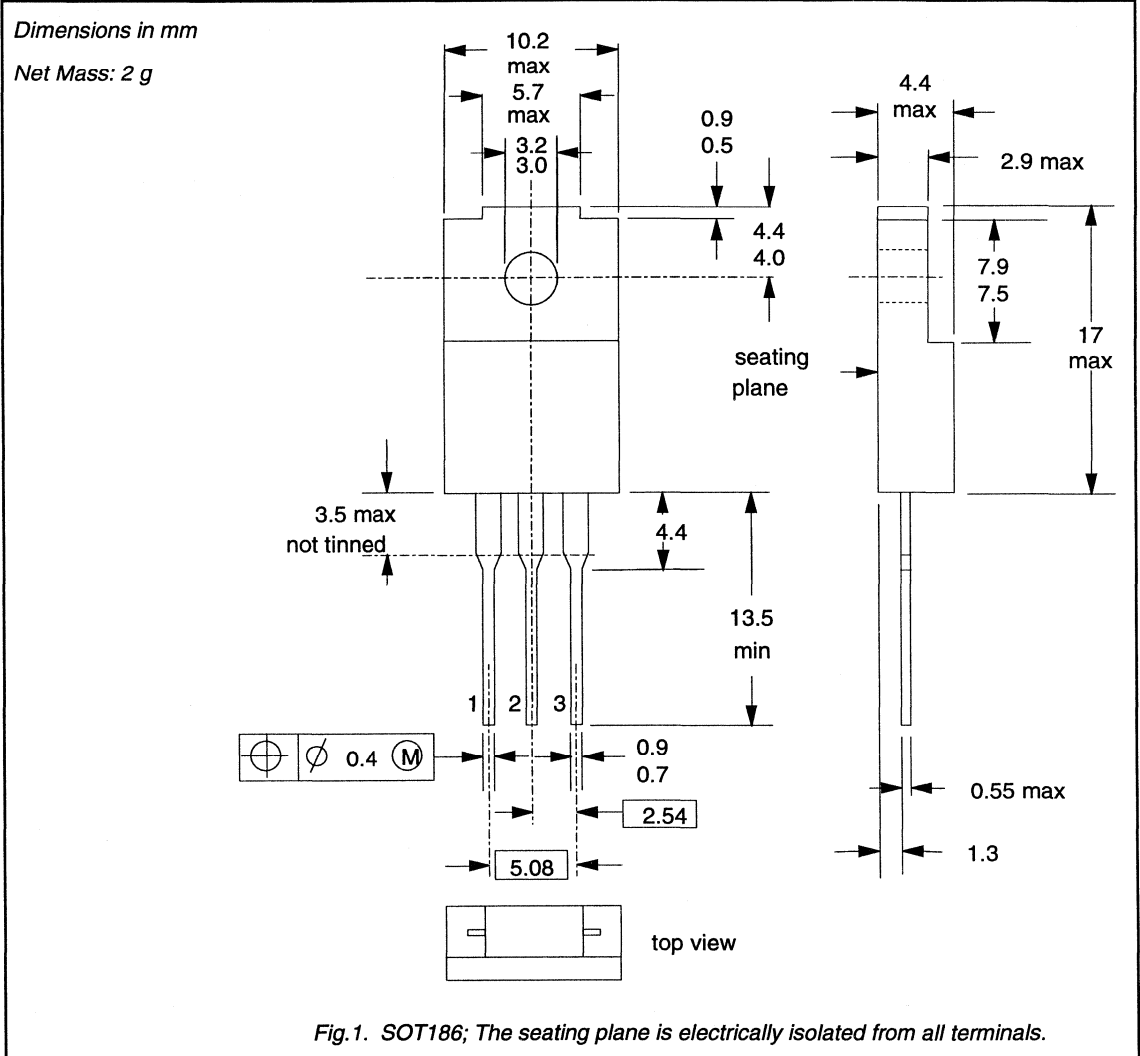 Dimensions in mm
Net Mass: 2 g
10.2
max
5.7
max
3.2
3.0
0.9
0.5
4.4
4.0
4.4
max
2.9 max
7.9
7.5
17
max
seating
plane
3.5 max
not tinned
4.4
13.5
min
1 2 3
0.4 M
0.9
0.7
2.54
5.08
0.55 max
1.3
top view
Fig.1. SOT186; The seating plane is electrically isolated from all terminals.